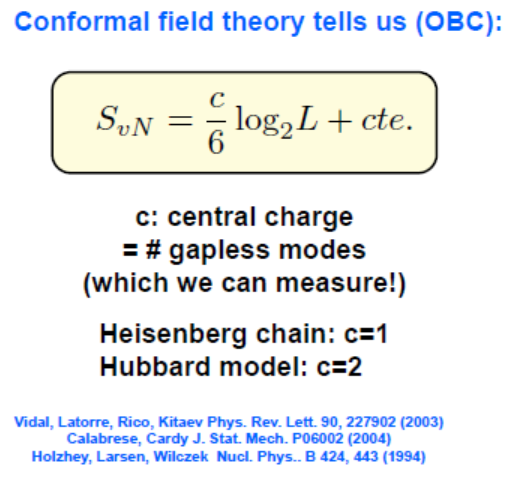 Conformal field theory tells us (OBC):
S_{vN} = \frac{c}{6} \log_2 L + cte.
c: central charge
= # gapless modes
(which we can measure!)
Heisenberg chain: c=1
Hubbard model: c=2
Vidal, Latorre, Rico, Kitaev Phys. Rev. Lett. 90, 227902 (2003)
Calabrese, Cardy J. Stat. Mech. P06002 (2004)
Holzhey, Larsen, Wilczek  Nucl. Phys.. B 424, 443 (1994)